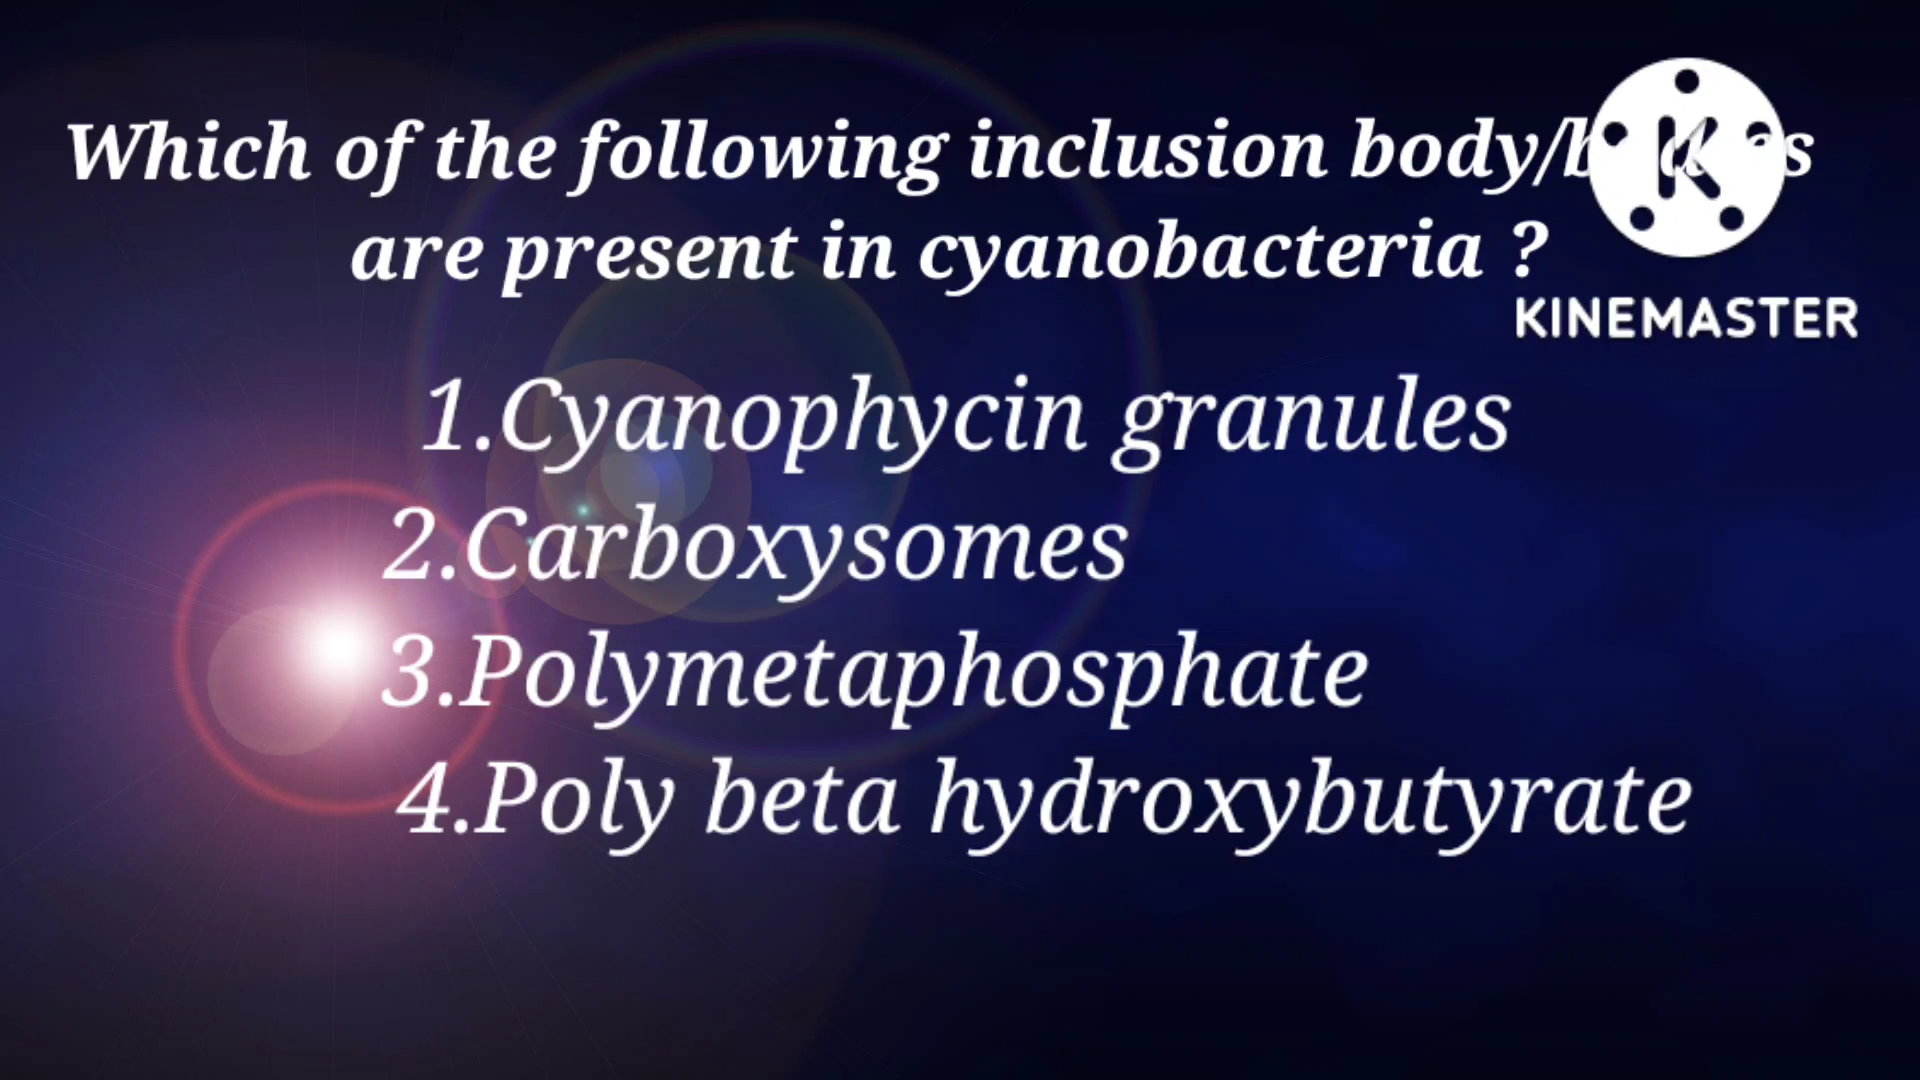 Which of the following inclusion body/bodies
are present in cyanobacteria ?
KINEMASTER
1.Cyanophycin granules
2.Carboxysomes
3.Polymetaphosphate
4.Poly beta hydroxybutyrate